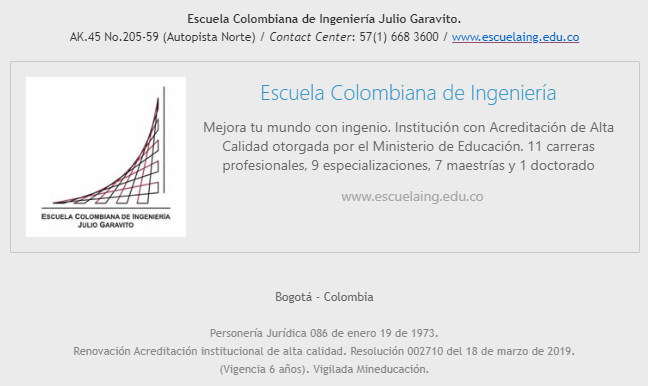 Escuela Colombiana de Ingeniería Julio Garavito.
AK.45 No.205-59 (Autopista Norte) / Contact Center: 57(1) 668 3600 / www.escuelaing.edu.co
Escuela Colombiana de Ingeniería
Mejora tu mundo con ingenio. Institución con Acreditación de Alta
Calidad otorgada por el Ministerio de Educación. 11 carreras
profesionales, 9 especializaciones, 7 maestrías y 1 doctorado
www.escuelaing.edu.co
ESCUELA COLOMBIANA DE INGENIERÍA
JULIO GARAVITO
Bogotá - Colombia
Personería Jurídica 086 de enero 19 de 1973.
Renovación Acreditación institucional de alta calidad. Resolución 002710 del 18 de marzo de 2019.
(Vigencia 6 años). Vigilada Mineducación.